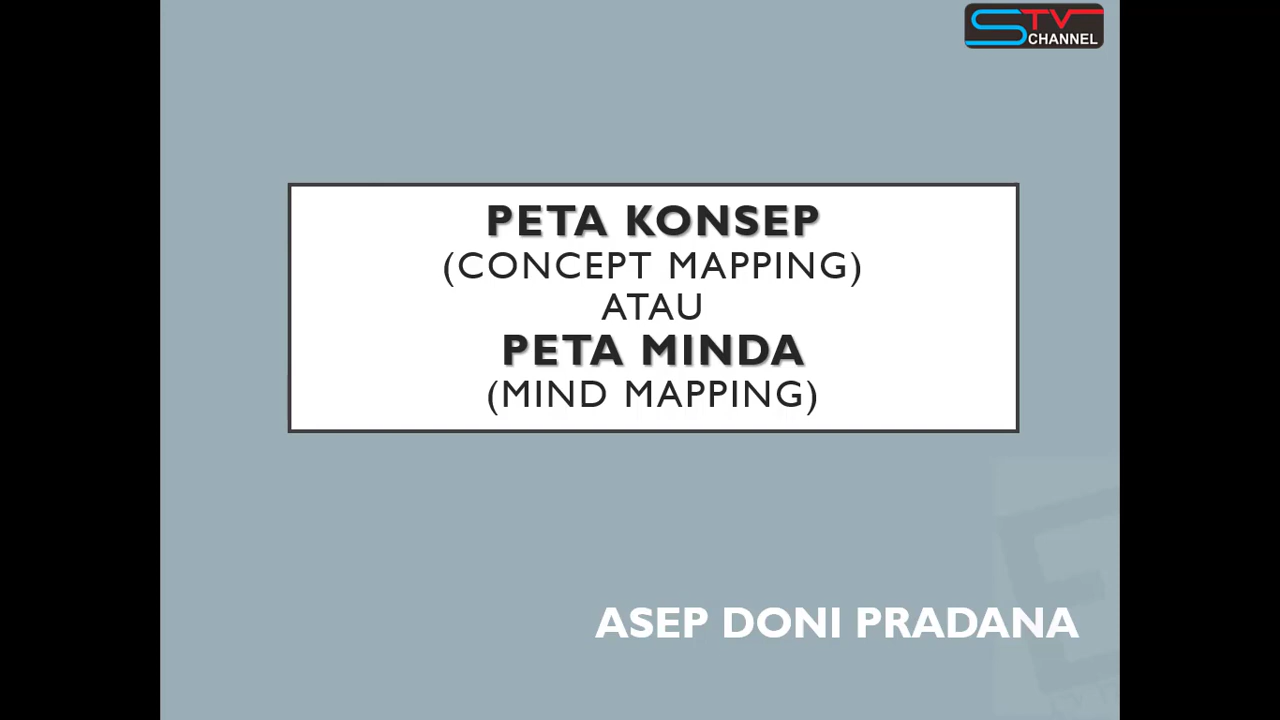 STV
CHANNEL
PETA KONSEP
(CONCEPT MAPPING)
ATAU
PETA MINDA
(MIND MAPPING)
ASEP DONI PRADANA